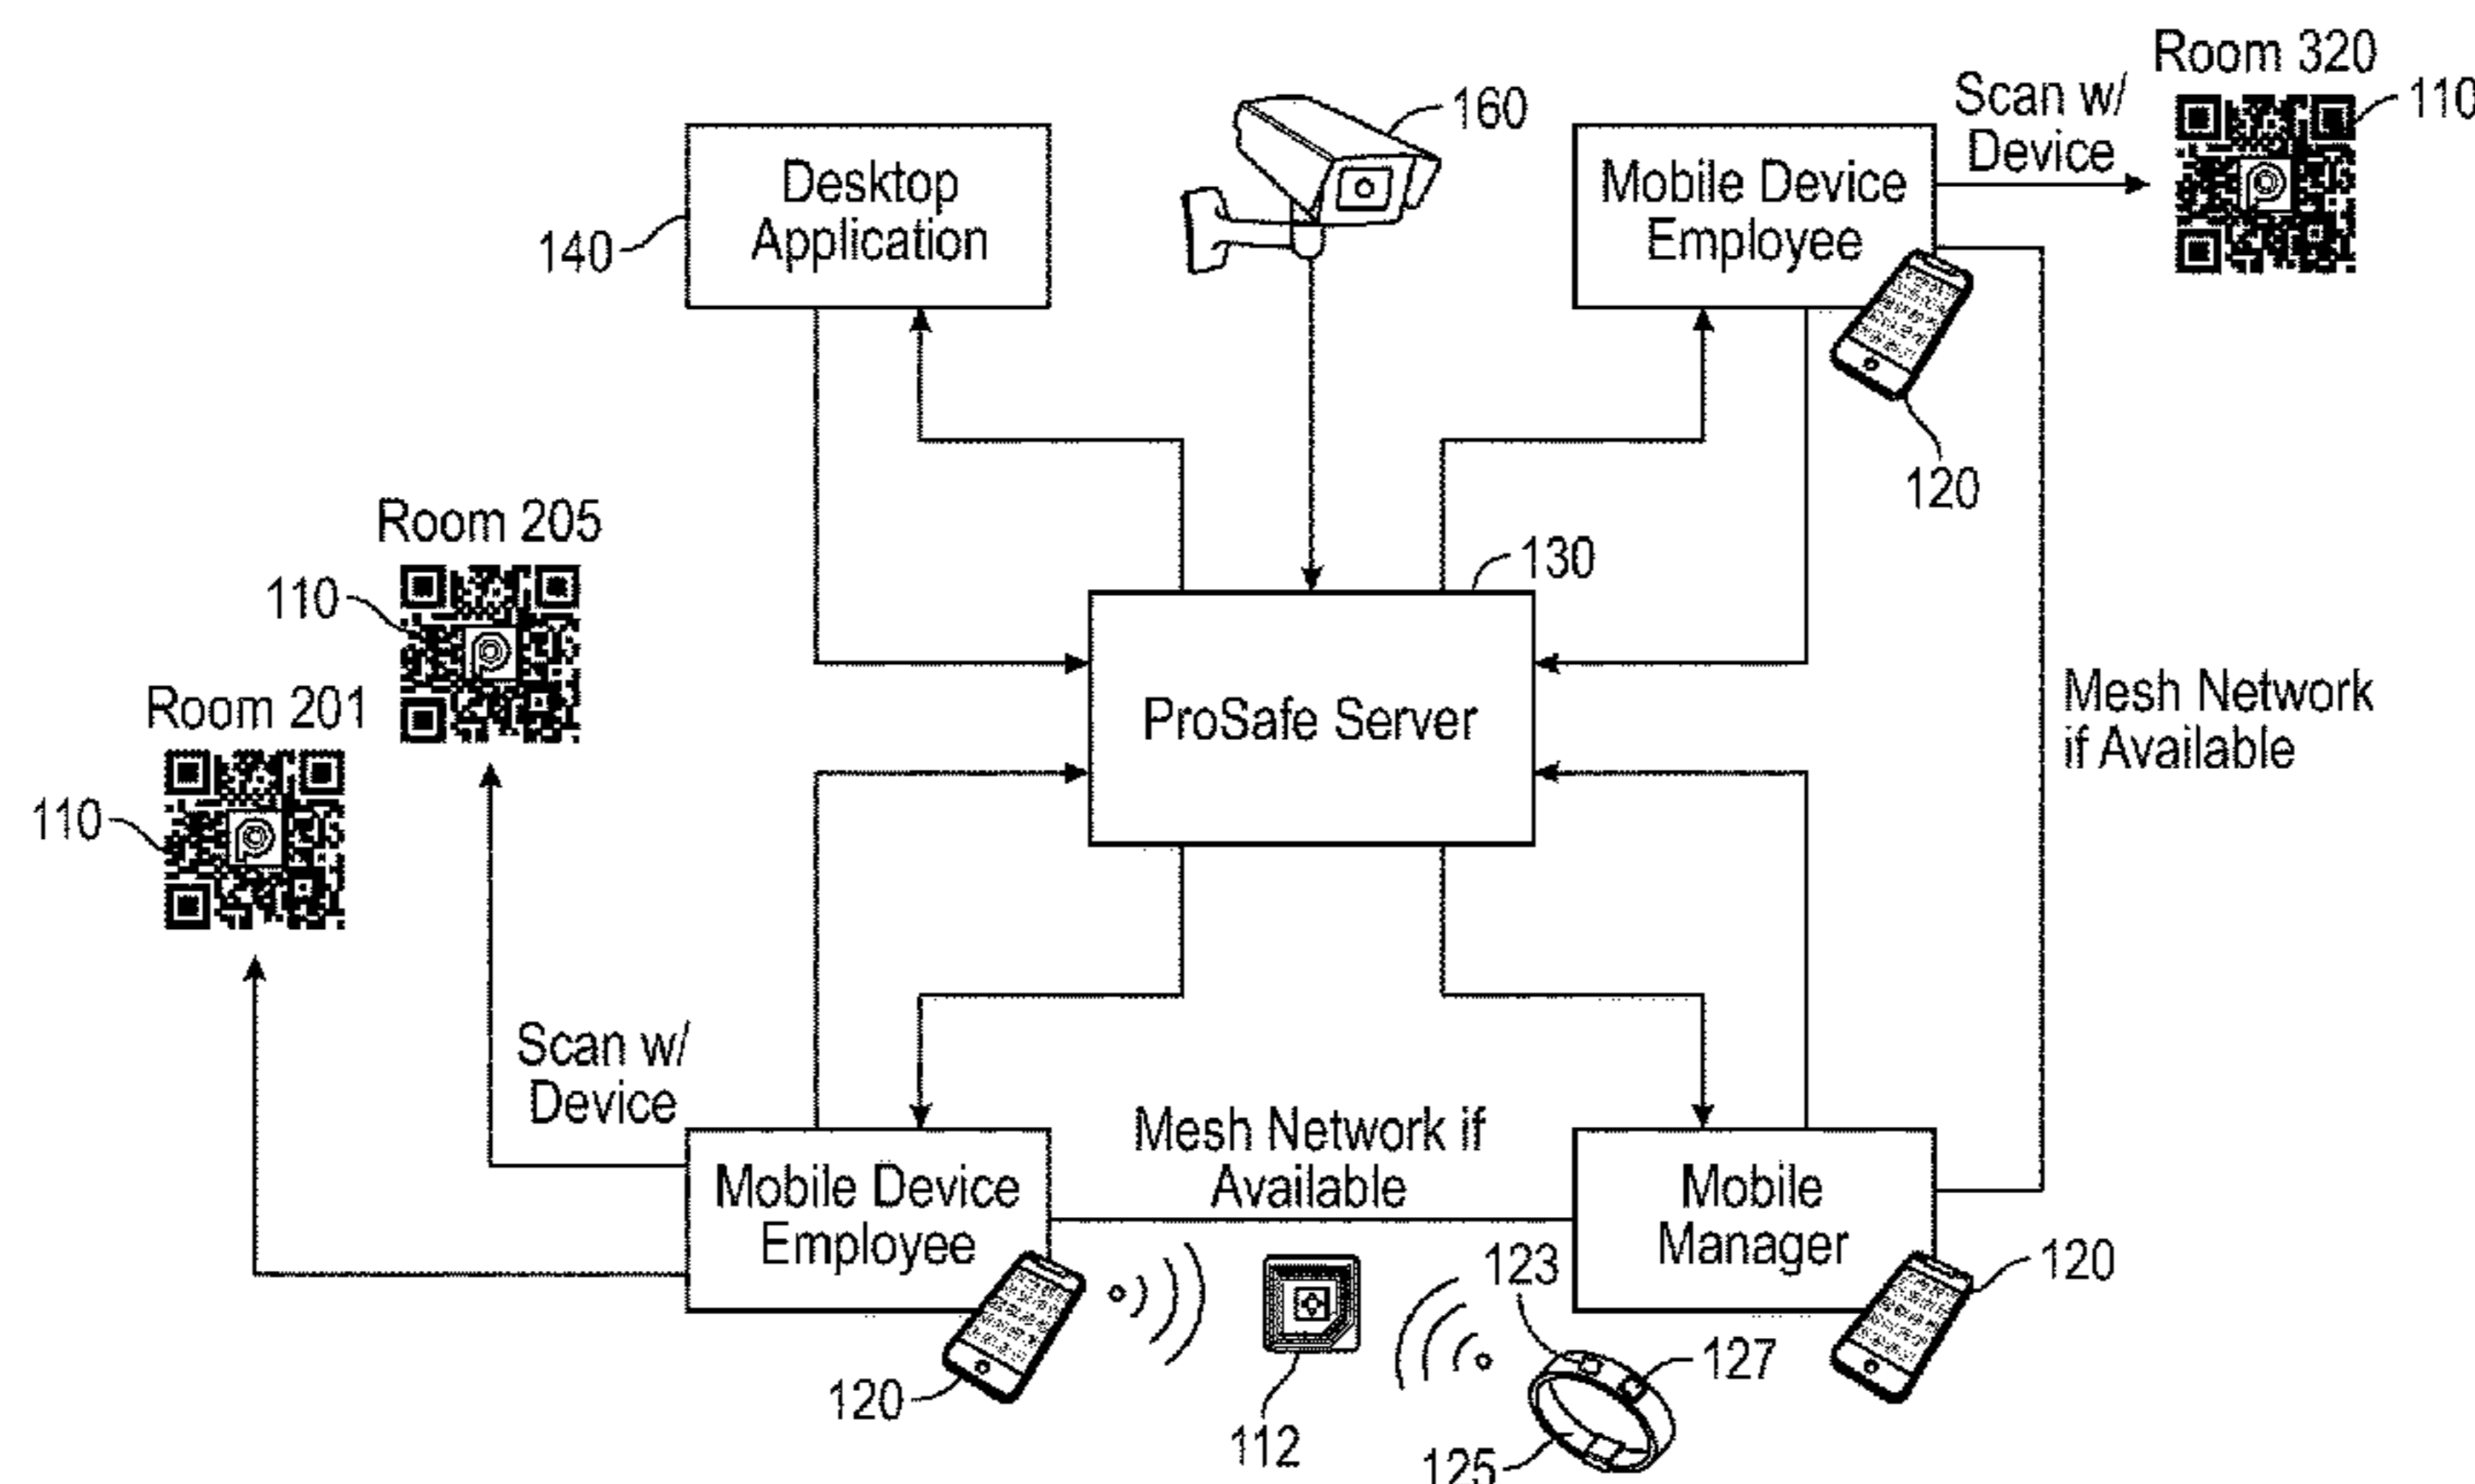 Room 320
Scan w/
Device
110
160
Desktop
Application
140
Mobile Device
Employee
120
Room 205
110
130
ProSafe Server
Mesh Network
if Available
Room 201
110
Scan w/
Device
Mesh Network if
Available
Mobile Device
Employee
Mobile
Manager
123
120
127
120
112
125